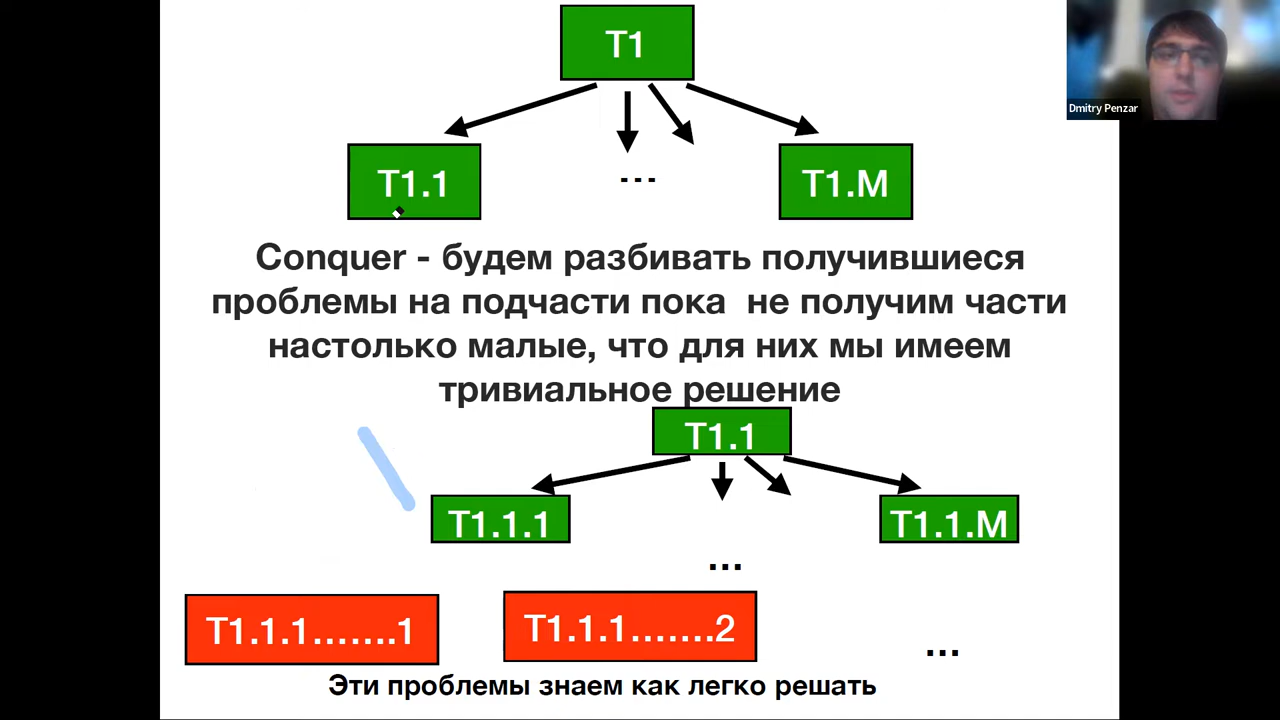 T1
Dmitry Penzar
T1.1
...
T1.M
Conquer - будем разбивать получившиеся
проблемы на подчасти пока не получим части
настолько малые, что для них мы имеем
тривиальное решение
T1.1
T1.1.1
T1.1.M
...
T1.1.1.......1
T1.1.1.......2
...
Эти проблемы знаем как легко решать